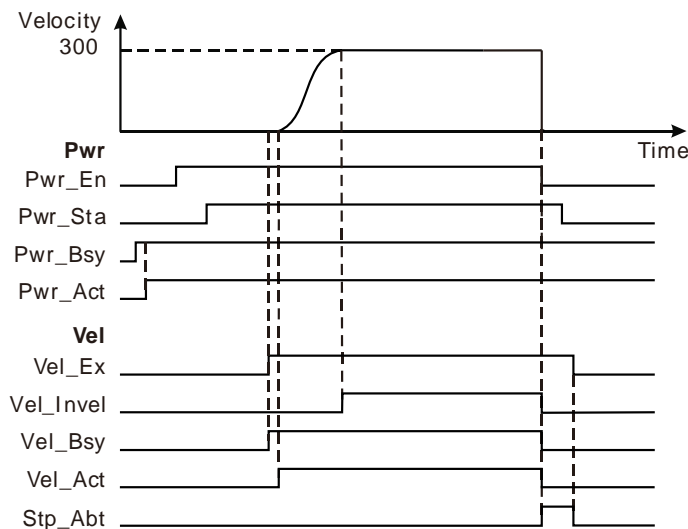 Velocity
300
Time
Pwr
Pwr_En
Pwr_Sta
Pwr_Bsy
Pwr_Act
Vel
Vel_Ex
Vel_Invel
Vel_Bsy
Vel_Act
Stp_Abt